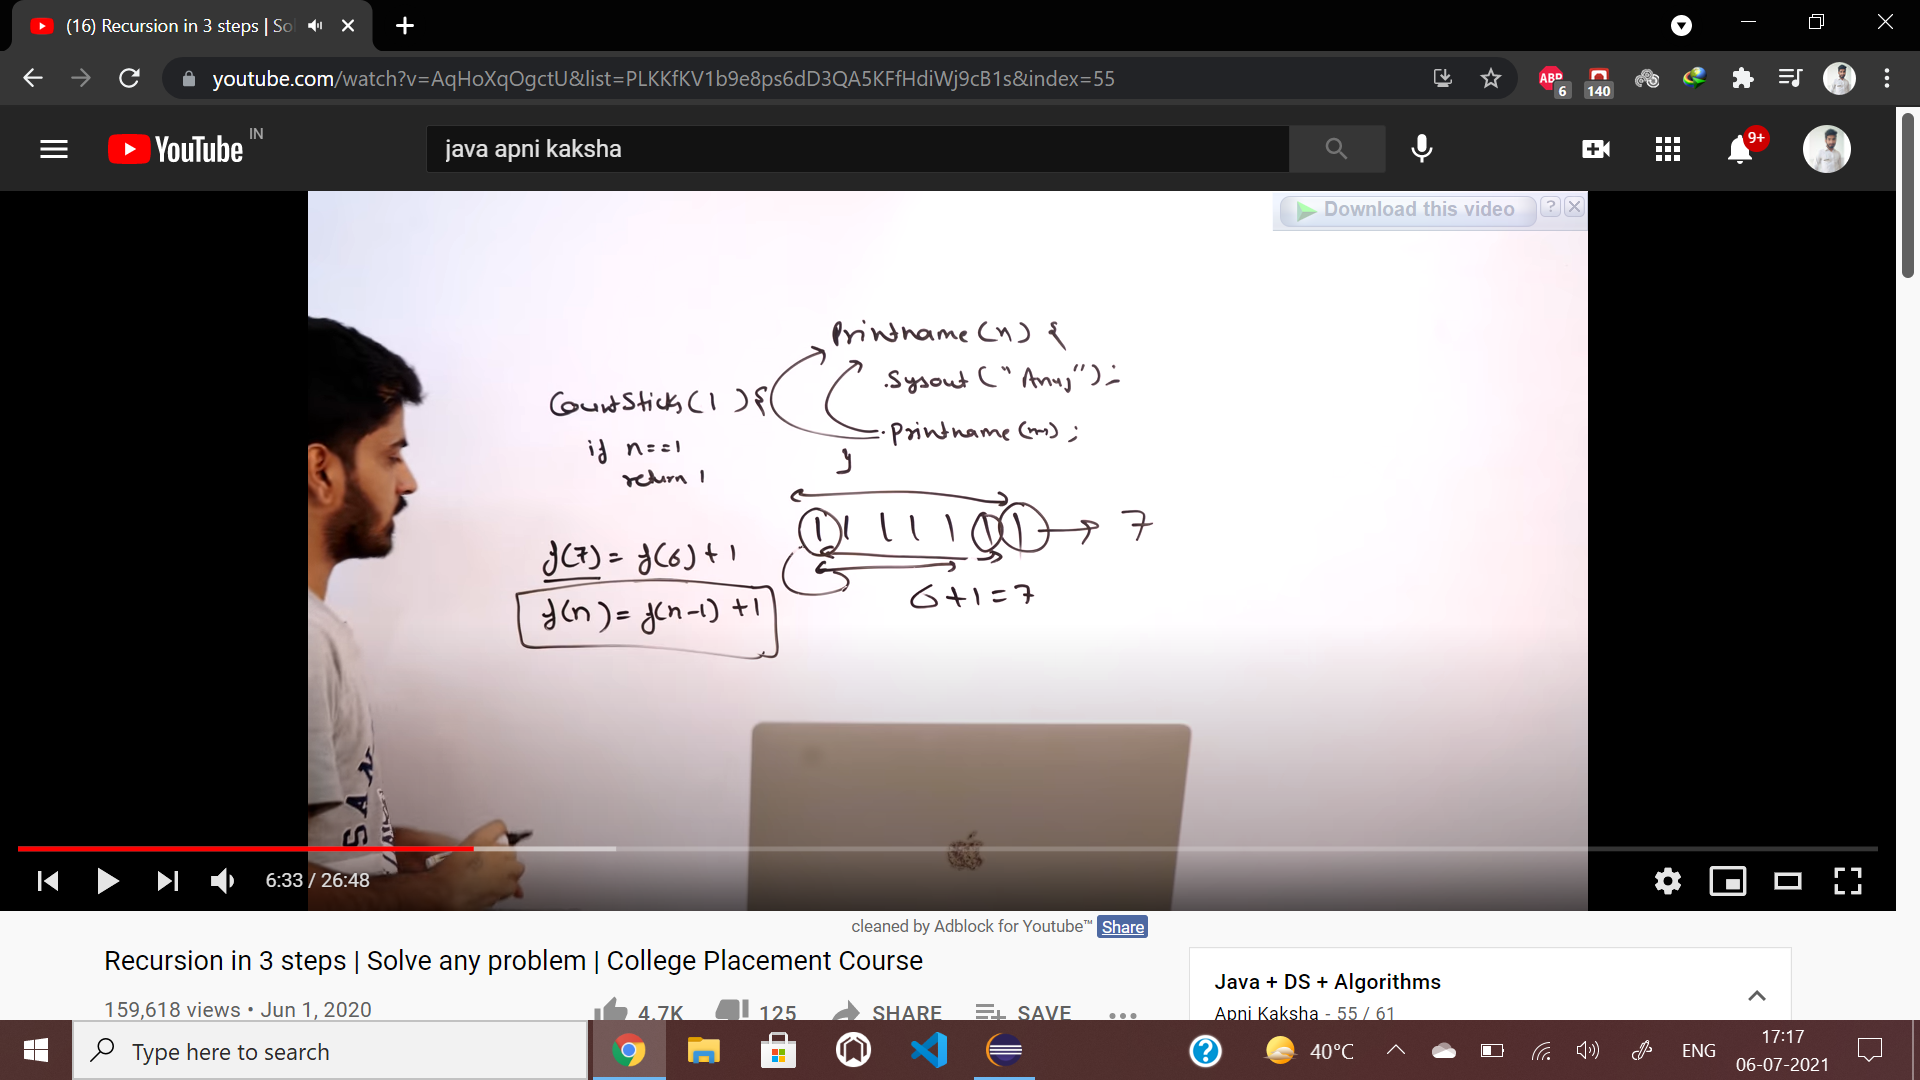 (16) Recursion in 3 steps | So
youtube.com/watch?v=AqHoXqOgctU&list=PLKKfKV1b9e8ps6dD3QA5KFfHdiWj9cB1s&index=55
ABP
6
140
YouTube IN
java apni kaksha
9+
Download this video ?
Printname(n) {
Sysout("Anuj");
Printname(n);
}
CountSticks(1 ){
if n==1
return 1
1 1 1 1 1 1 1 → 7
6+1=7
f(7) = f(6)+1
f(n) = f(n-1) +1
6:33 / 26:48
cleaned by Adblock for Youtube™ Share
Recursion in 3 steps | Solve any problem | College Placement Course
159,618 views • Jun 1, 2020
4.7K 125 SHARE SAVE
Java + DS + Algorithms
Apni Kaksha - 55 / 61
Type here to search
40°C
ENG
17:17
06-07-2021